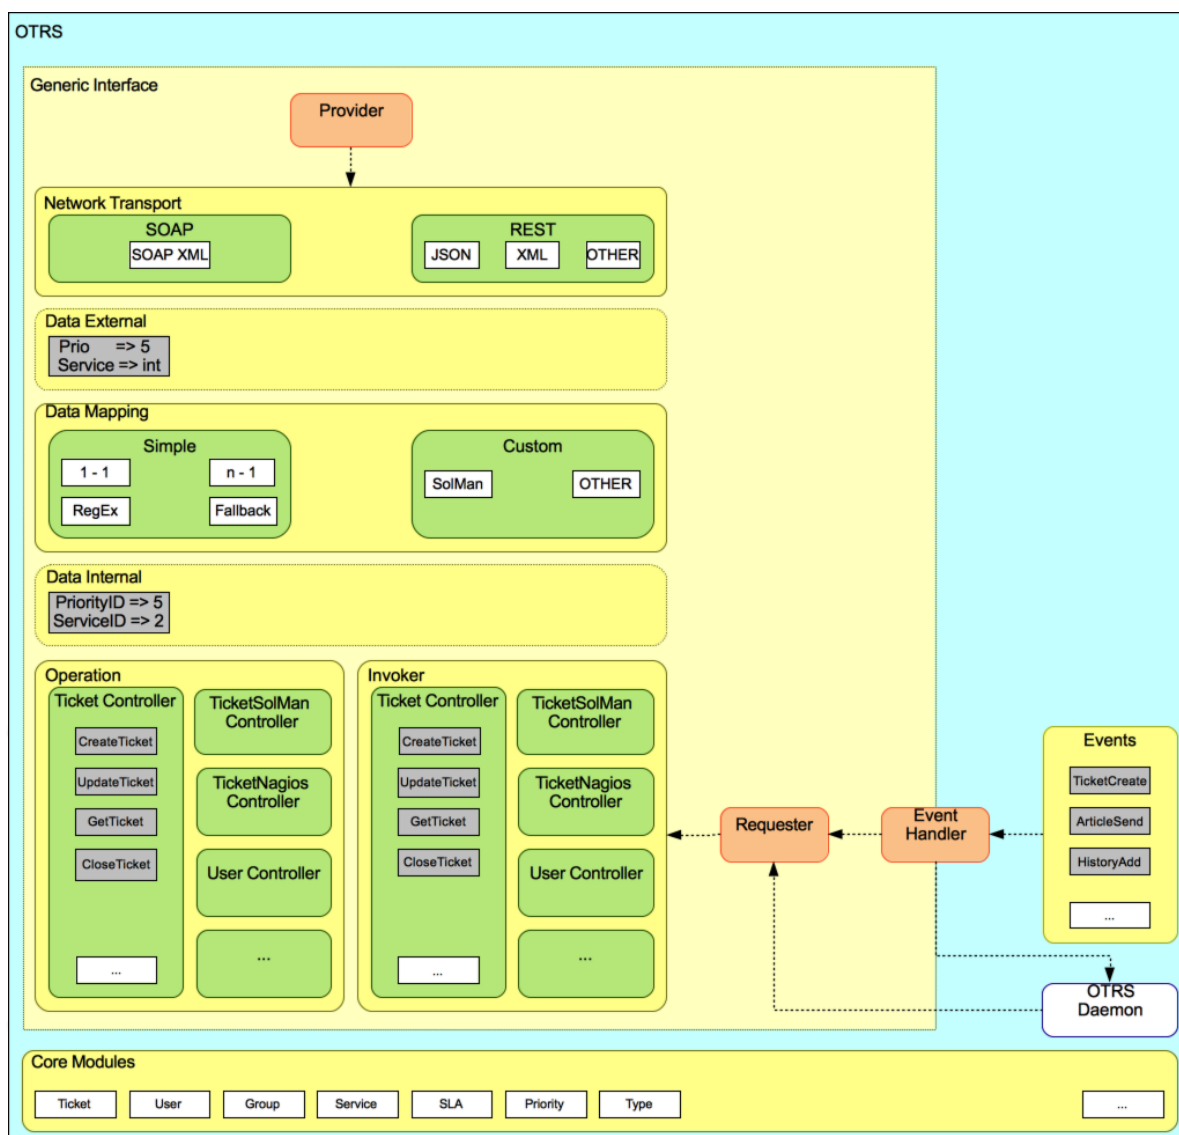 OTRS
Generic Interface
Provider
Network Transport
SOAP
SOAP XML
REST
JSON
XML
OTHER
Data External
Prio => 5
Service => int
Data Mapping
Simple
1 - 1
n - 1
RegEx
Fallback
Custom
SolMan
OTHER
Data Internal
PriorityID => 5
ServiceID => 2
Operation
Ticket Controller
CreateTicket
UpdateTicket
GetTicket
CloseTicket
...
TicketSolMan
Controller
TicketNagios
Controller
User Controller
...
Invoker
Ticket Controller
CreateTicket
UpdateTicket
GetTicket
CloseTicket
...
TicketSolMan
Controller
TicketNagios
Controller
User Controller
...
Requester
Event
Handler
Events
TicketCreate
ArticleSend
HistoryAdd
...
OTRS
Daemon
Core Modules
Ticket
User
Group
Service
SLA
Priority
Type
...